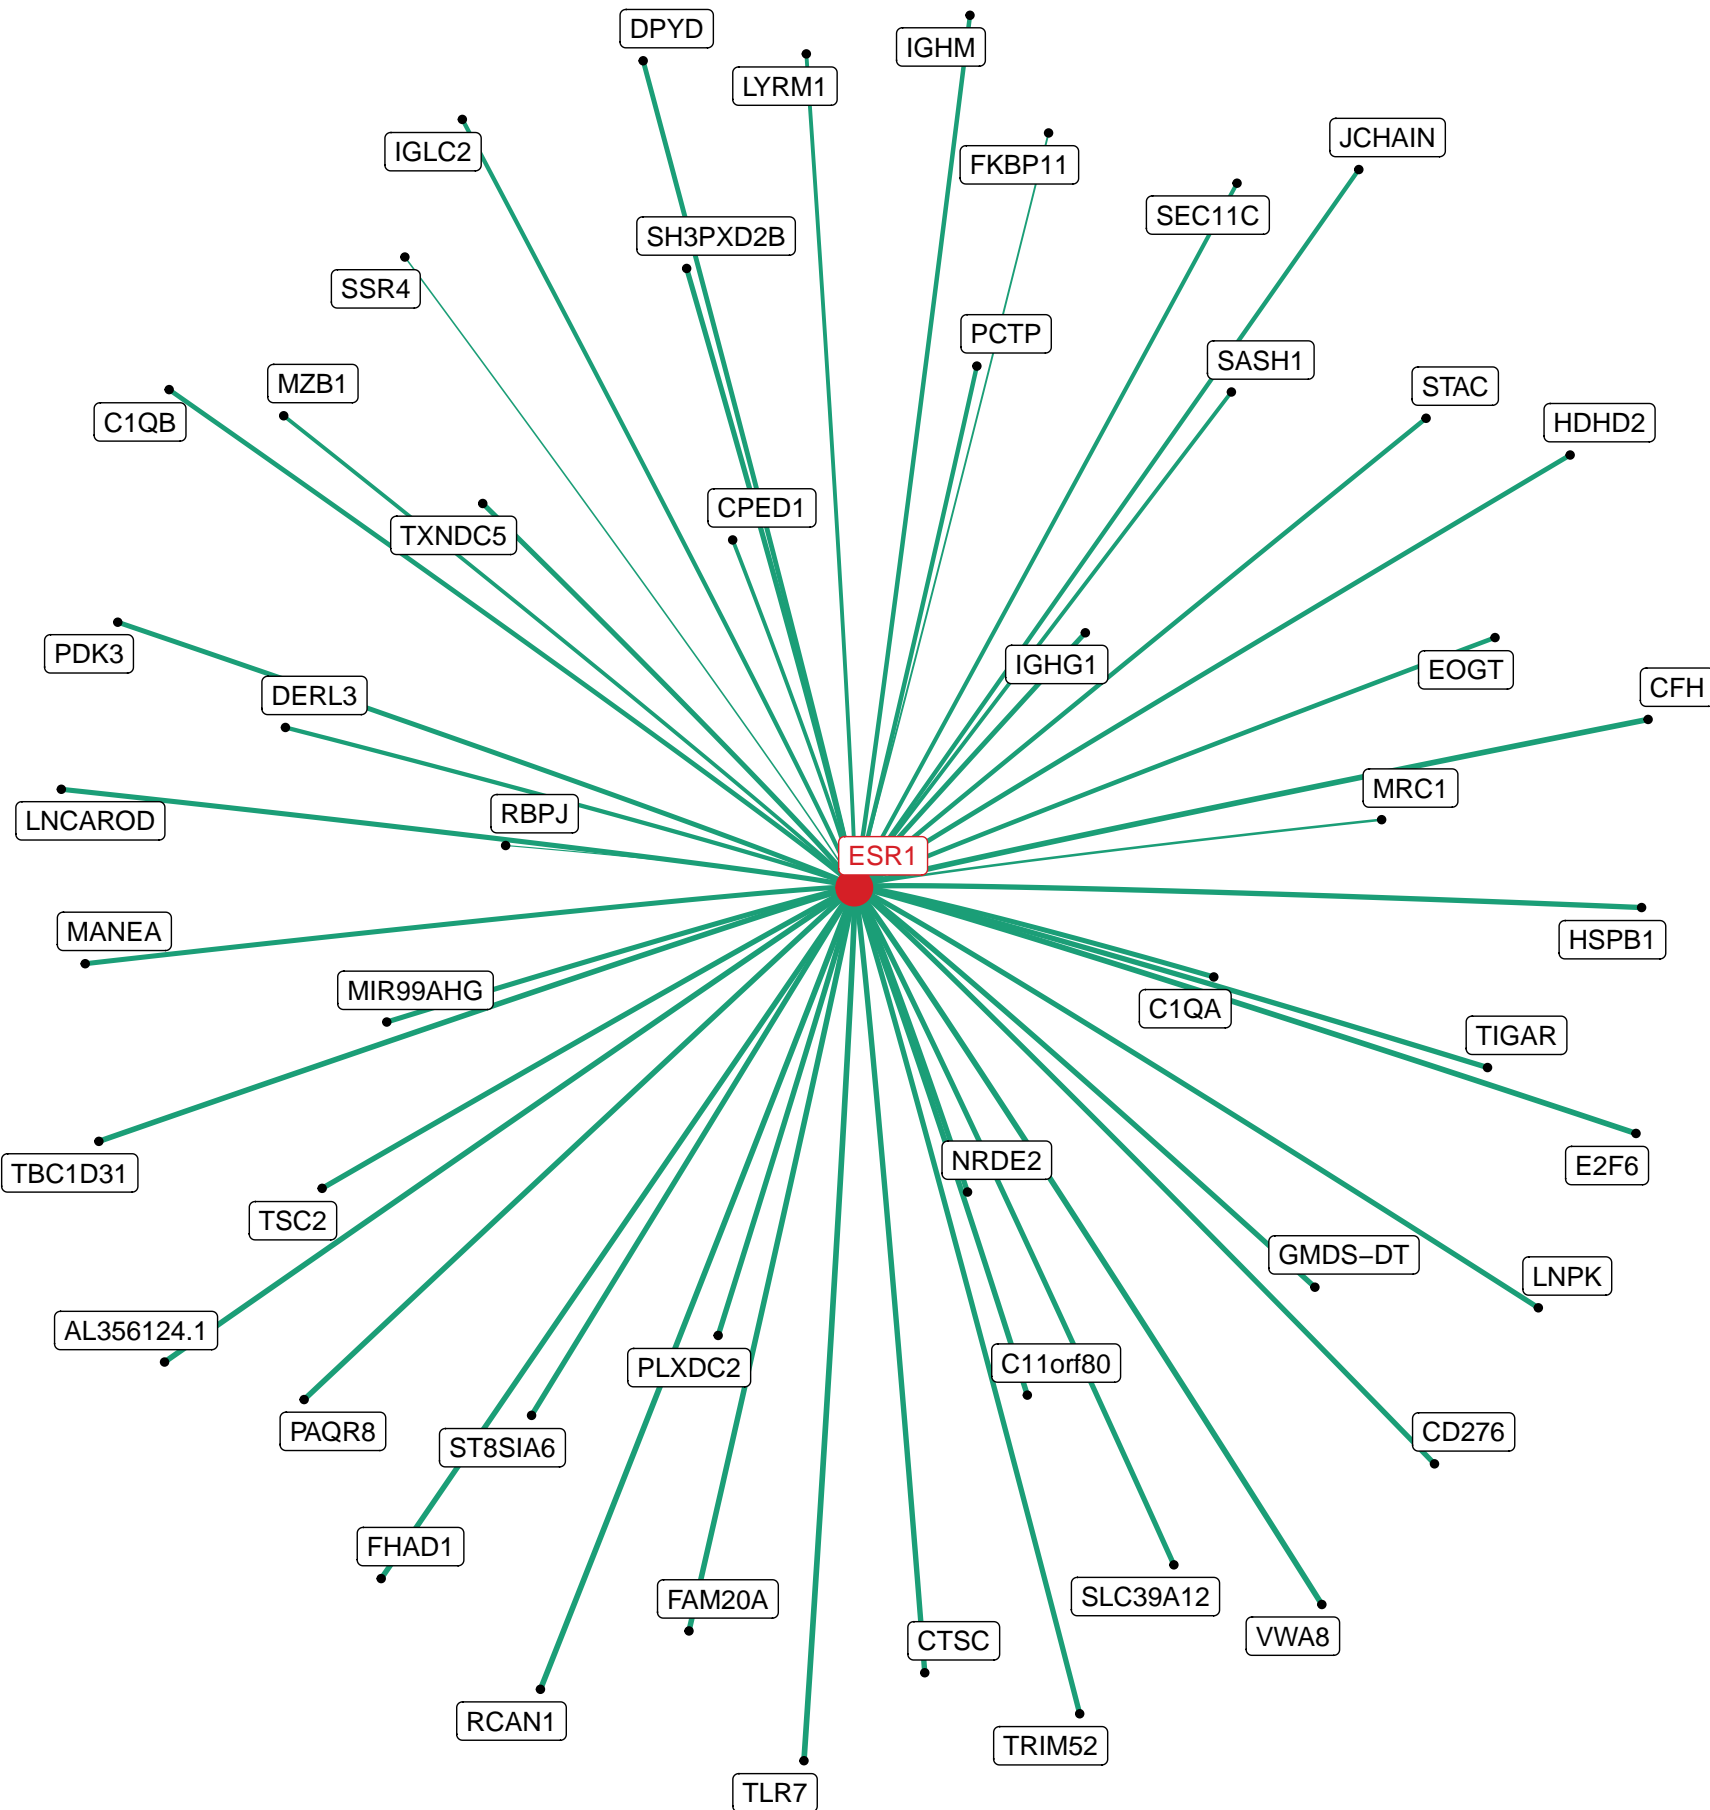 DPYD
IGHM
LYRM1
JCHAIN
IGLC2
FKBP11
SEC11C
SH3PXD2B
SSR4
PCTP
SASH1
MZB1
STAC
C1QB
HDHD2
CPED1
TXNDC5
PDK3
IGHG1
EOGT
CFH
DERL3
MRC1
RBPJ
LNCAROD
ESR1
MANEA
HSPB1
MIR99AHG
C1QA
TIGAR
NRDE2
E2F6
TBC1D31
TSC2
GMDS−DT
LNPK
AL356124.1
PLXDC2
C11orf80
PAQR8
CD276
ST8SIA6
FHAD1
SLC39A12
FAM20A
VWA8
CTSC
RCAN1
TRIM52
TLR7